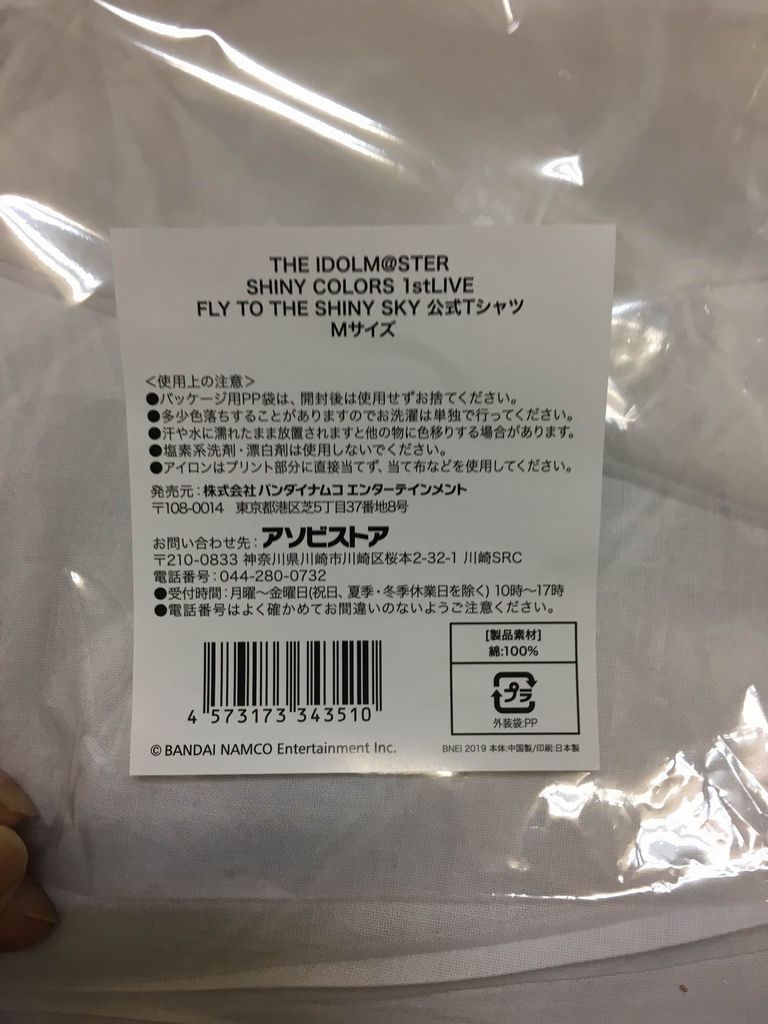 THE IDOLM@STER
SHINY COLORS 1stLIVE
FLY TO THE SHINY SKY 公式Tシャツ
Mサイズ
＜使用上の注意＞
●パッケージ用PP袋は、開封後は使用せずお捨てください。
●多少色落ちすることがありますのでお洗濯は単独で行ってください。
●汗や水に濡れたまま放置されますと他の物に色移りする場合があります。
●塩素系洗剤・漂白剤は使用しないでください。
●アイロンはプリント部分に直接当てず、当て布などを使用してください。
発売元：株式会社バンダイナムコエンターテインメント
〒108-0014 東京都港区芝5丁目37番地8号
お問い合わせ先：アソビストア
〒210-0833 神奈川県川崎市川崎区桜本2-32-1 川崎SRC
電話番号：044-280-0732
●受付時間：月曜～金曜日(祝日、夏季・冬季休業日を除く) 10時～17時
●電話番号はよく確かめてお間違いのないようご注意ください。
[製品素材]
綿:100%
プラ
外装袋:PP
4 573173 343510
© BANDAI NAMCO Entertainment Inc.
BNEI 2019 本体:中国製/印刷:日本製